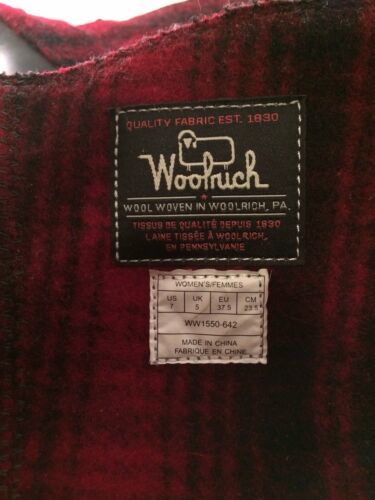 QUALITY FABRIC EST. 1830
Woolrich
WOOL WOVEN IN WOOLRICH, PA.
TISSUS DE QUALITÉ DEPUIS 1830
LAINE TISSÉE À WOOLRICH,
EN PENNSYLVANIE
WOMEN'S/FEMMES
US UK EU CM
7 5 37.5 23.5
WW1550-642
MADE IN CHINA
FABRIQUE EN CHINE